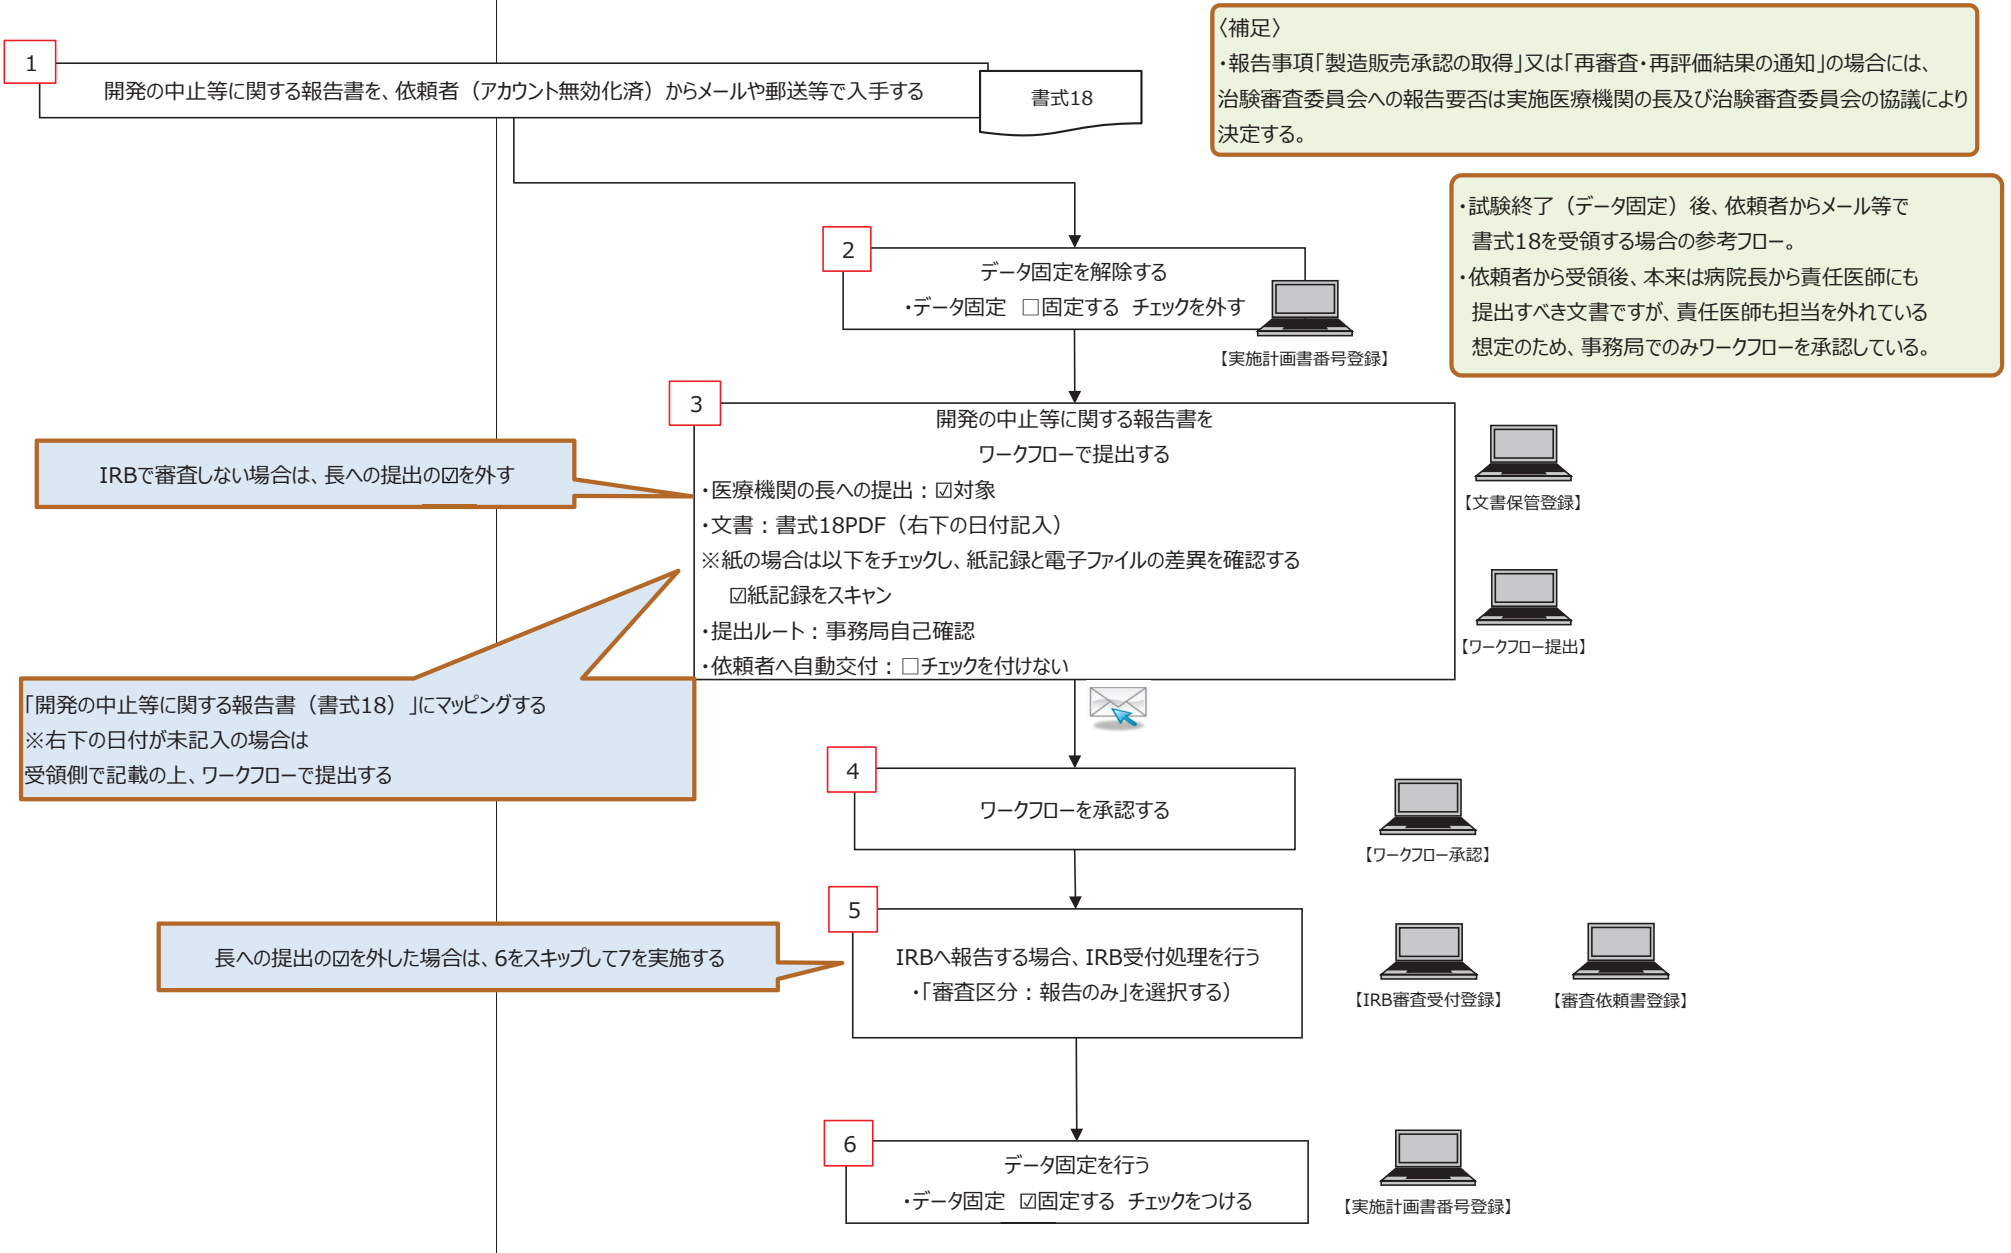 1
開発の中止等に関する報告書を、依頼者（アカウント無効化済）からメールや郵送等で入手する
書式18
〈補足〉
・報告事項「製造販売承認の取得」又は「再審査・再評価結果の通知」の場合には、
治験審査委員会への報告要否は実施医療機関の長及び治験審査委員会の協議により
決定する。
・試験終了（データ固定）後、依頼者からメール等で
書式18を受領する場合の参考フロー。
・依頼者から受領後、本来は病院長から責任医師にも
提出すべき文書ですが、責任医師も担当を外れている
想定のため、事務局でのみワークフローを承認している。
2
データ固定を解除する
・データ固定　□固定する　チェックを外す
【実施計画書番号登録】
3
開発の中止等に関する報告書を
ワークフローで提出する
・医療機関の長への提出：☑対象
・文書：書式18PDF（右下の日付記入）
※紙の場合は以下をチェックし、紙記録と電子ファイルの差異を確認する
☑紙記録をスキャン
・提出ルート：事務局自己確認
・依頼者へ自動交付：□チェックを付けない
【文書保管登録】
【ワークフロー提出】
IRBで審査しない場合は、長への提出の☑を外す
「開発の中止等に関する報告書（書式18）」にマッピングする
※右下の日付が未記入の場合は
受領側で記載の上、ワークフローで提出する
4
ワークフローを承認する
【ワークフロー承認】
5
IRBへ報告する場合、IRB受付処理を行う
・「審査区分：報告のみ」を選択する）
【IRB審査受付登録】
【審査依頼書登録】
長への提出の☑を外した場合は、6をスキップして7を実施する
6
データ固定を行う
・データ固定　☑固定する　チェックをつける
【実施計画書番号登録】